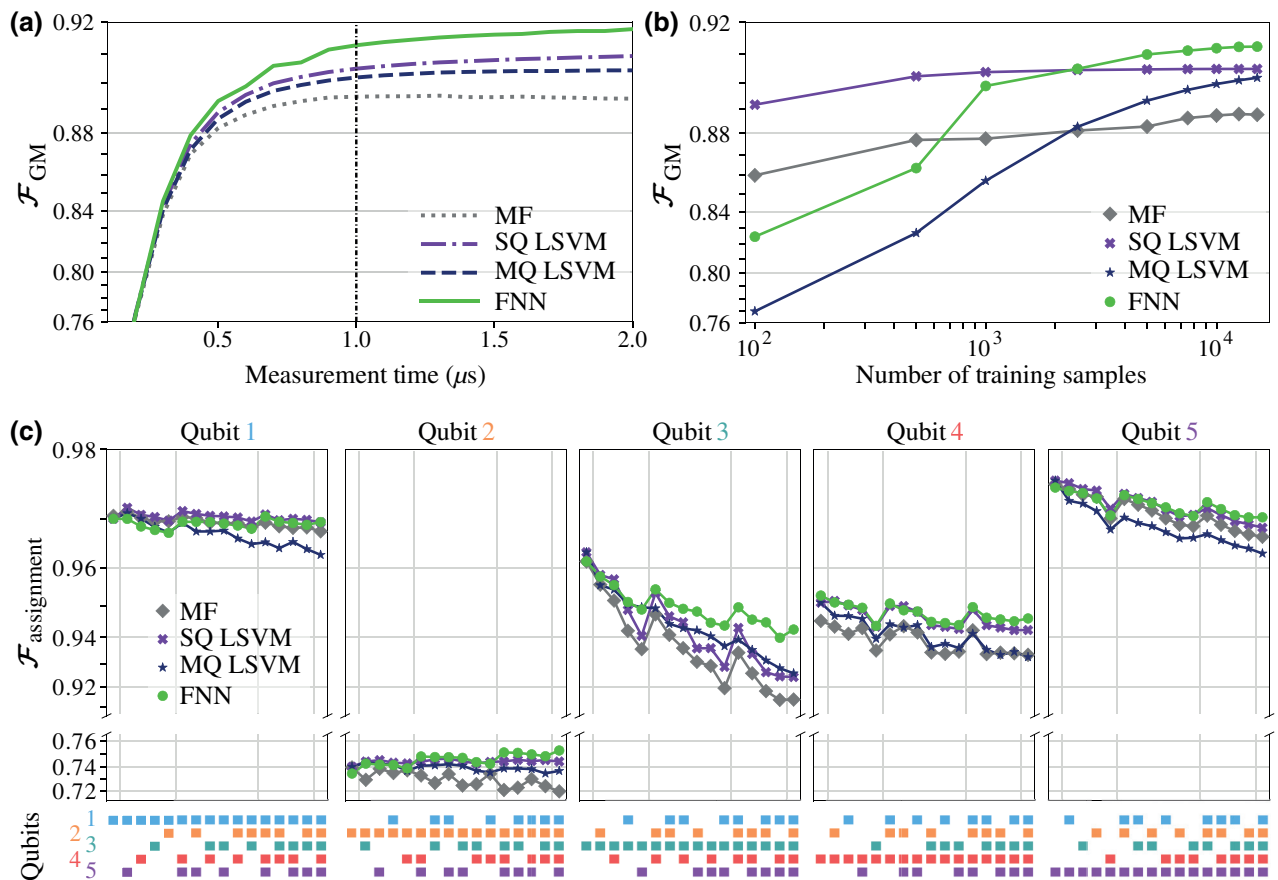 (a)
0.92
0.88
0.84
0.80
0.76
ℱGM
0.5
1.0
1.5
2.0
Measurement time (μs)
MF
SQ LSVM
MQ LSVM
FNN
(b)
0.92
0.88
0.84
0.80
0.76
ℱGM
10²
10³
10⁴
Number of training samples
MF
SQ LSVM
MQ LSVM
FNN
(c)
Qubit 1
Qubit 2
Qubit 3
Qubit 4
Qubit 5
0.98
0.96
0.94
0.92
0.76
0.74
0.72
ℱassignment
MF
SQ LSVM
MQ LSVM
FNN
Qubits
1
2
3
4
5